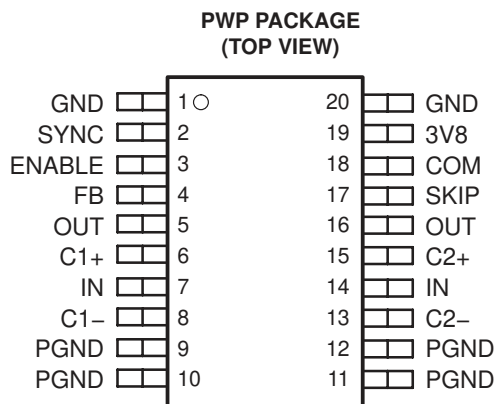 PWP PACKAGE
(TOP VIEW)
GND 1 20 GND
SYNC 2 19 3V8
ENABLE 3 18 COM
FB 4 17 SKIP
OUT 5 16 OUT
C1+ 6 15 C2+
IN 7 14 IN
C1− 8 13 C2−
PGND 9 12 PGND
PGND 10 11 PGND